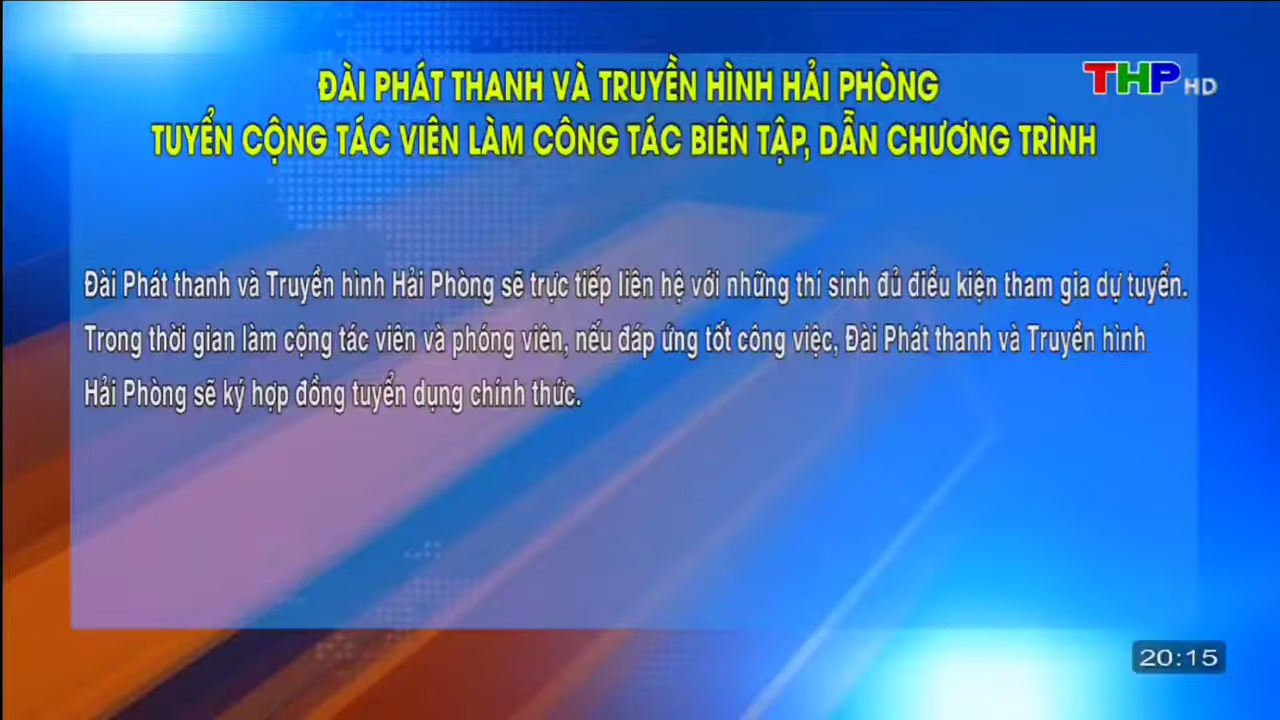 ĐÀI PHÁT THANH VÀ TRUYỀN HÌNH HẢI PHÒNG
THP HD
TUYỂN CỘNG TÁC VIÊN LÀM CÔNG TÁC BIÊN TẬP, DẪN CHƯƠNG TRÌNH
Đài Phát thanh và Truyền hình Hải Phòng sẽ trực tiếp liên hệ với những thí sinh đủ điều kiện tham gia dự tuyển.
Trong thời gian làm cộng tác viên và phóng viên, nếu đáp ứng tốt công việc, Đài Phát thanh và Truyền hình
Hải Phòng sẽ ký hợp đồng tuyển dụng chính thức.
20:15